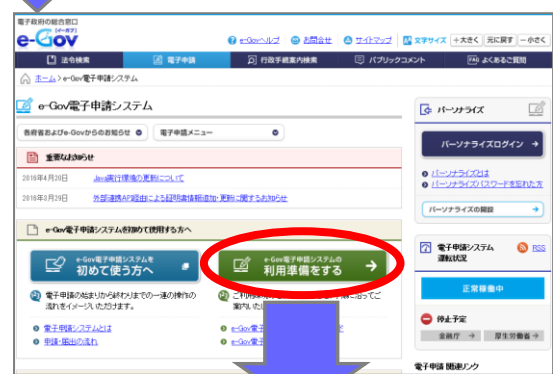 電子政府の総合窓口
e-Gov イーガブ
e-Govヘルプ お問合せ サイトマップ 文字サイズ +大きく 元に戻す －小さく
法令検索 電子申請 行政手続案内検索 パブリックコメント FAQ よくあるご質問
ホーム > e-Gov電子申請システム
e-Gov電子申請システム
各府省およびe-Govからのお知らせ 電子申請メニュー
重要なお知らせ
2016年4月20日 Java実行環境の更新について
2016年3月29日 外部連携API経由による証明書情報追加・更新に関するお知らせ
e-Gov電子申請システムを初めて使用する方へ
e-Gov電子申請システムを
初めて使う方へ
e-Gov電子申請システムの
利用準備をする
電子申請の始まりから終わりまでの一連の操作の
流れをイメージいただけます。
電子申請システムとは
申請・届出の流れ
パーソナライズ
パーソナライズログイン
パーソナライズとは
パーソナライズパスワードを忘れた方
パーソナライズの開設
電子申請システム
運転状況
RSS
正常稼働中
停止予定
金融庁 厚生労働省
電子申請 関連リンク